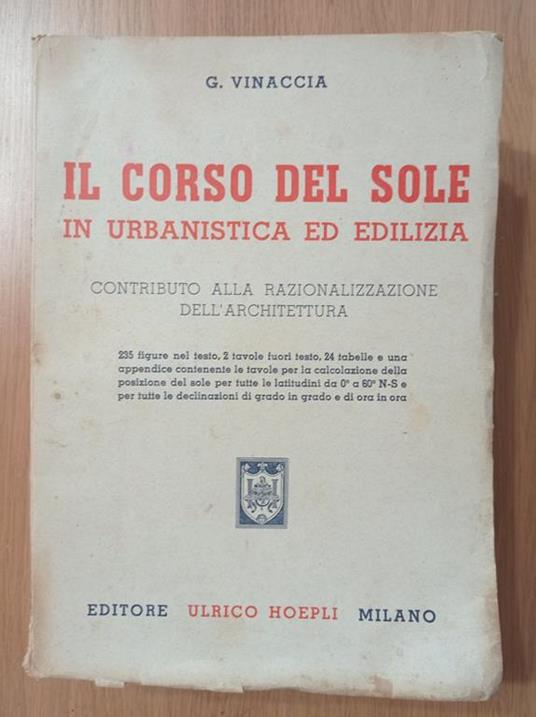 G. VINACCIA
IL CORSO DEL SOLE
IN URBANISTICA ED EDILIZIA
CONTRIBUTO ALLA RAZIONALIZZAZIONE
DELL'ARCHITETTURA
235 figure nel testo, 2 tavole fuori testo, 24 tabelle e una
appendice contenente le tavole per la calcolazione della
posizione del sole per tutte le latitudini da 0° a 60° N-S e
per tutte le declinazioni di grado in grado e di ora in ora
EDITORE ULRICO HOEPLI MILANO